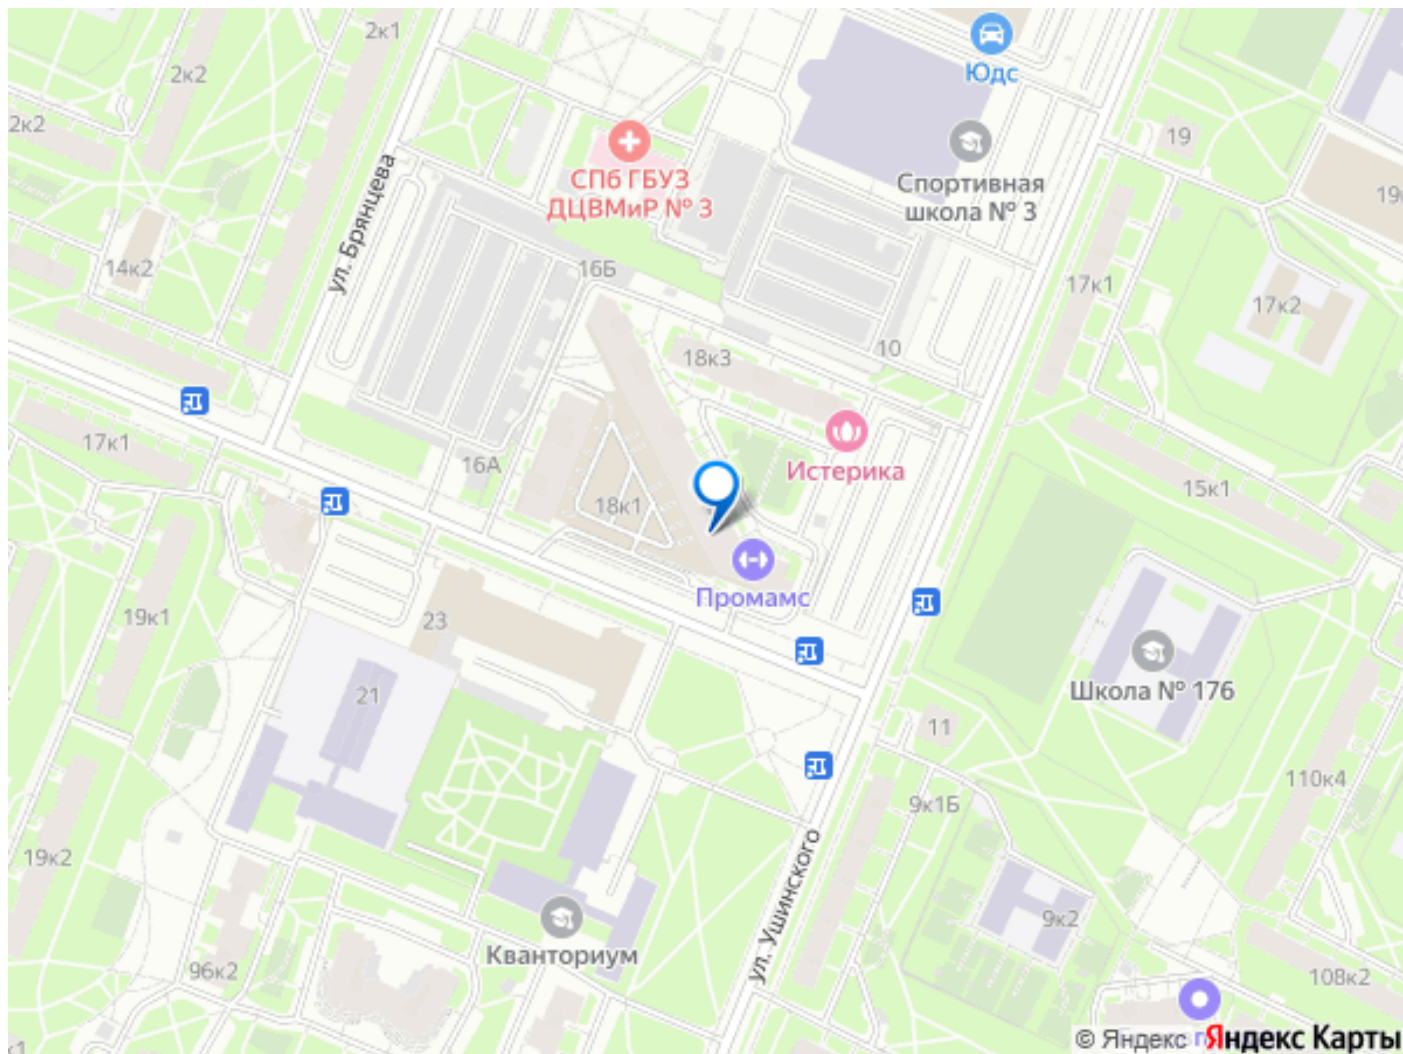 2к1
2к2
2к2
Юдс
19
СПб ГБУЗ
ДЦВМиР № 3
Спортивная
школа № 3
19
ул. Брянцева
14к2
16Б
17к1
17к2
18к3
10
17к1
16А
Истерика
15к1
18к1
Промамс
19к1
23
21
Школа № 176
11
110к4
9к1Б
19к2
ул. Ушинского
9к2
Кванториум
96к2
108к2
© Яндекс
Яндекс Карты